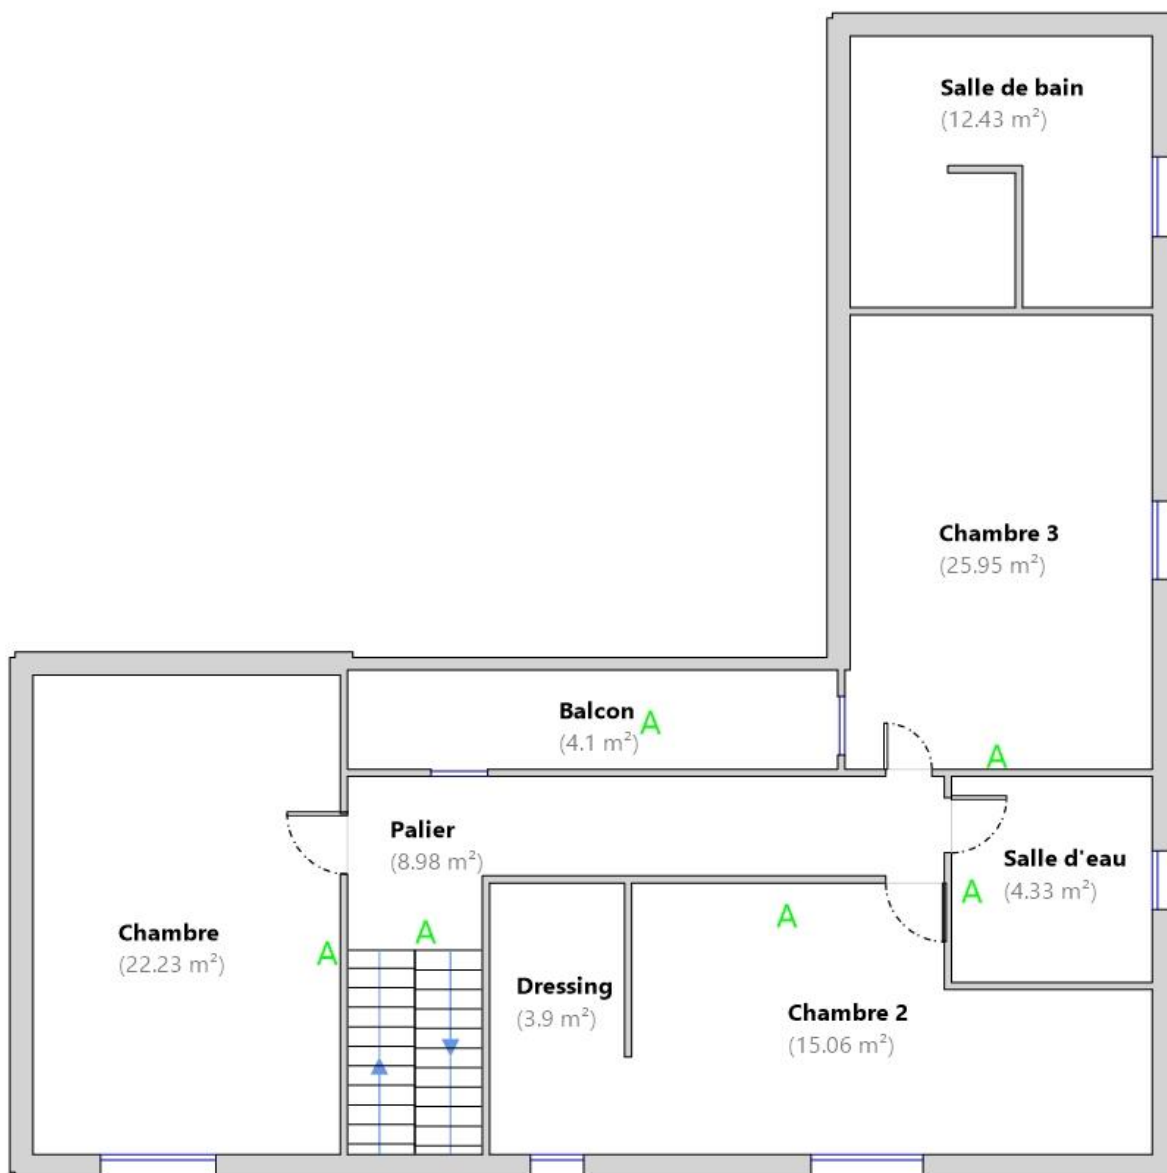 Salle de bain
(12.43 m²)
Chambre 3
(25.95 m²)
Balcon
(4.1 m²)
A
A
Palier
(8.98 m²)
Salle d'eau
(4.33 m²)
A
A
A
Chambre
(22.23 m²)
A
Dressing
(3.9 m²)
Chambre 2
(15.06 m²)